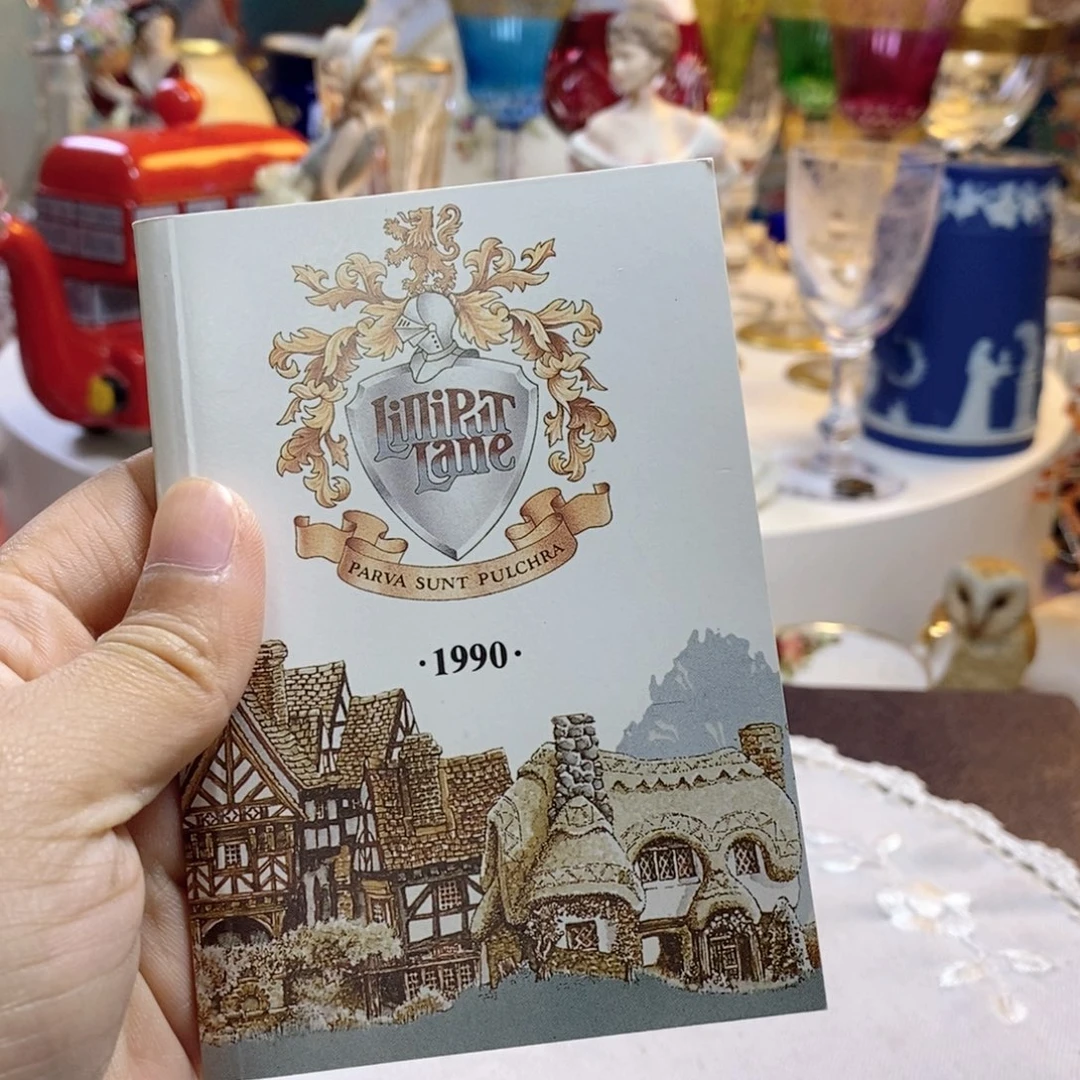 LilliPUT
Lane
PARVA SUNT PULCHRA
·1990·